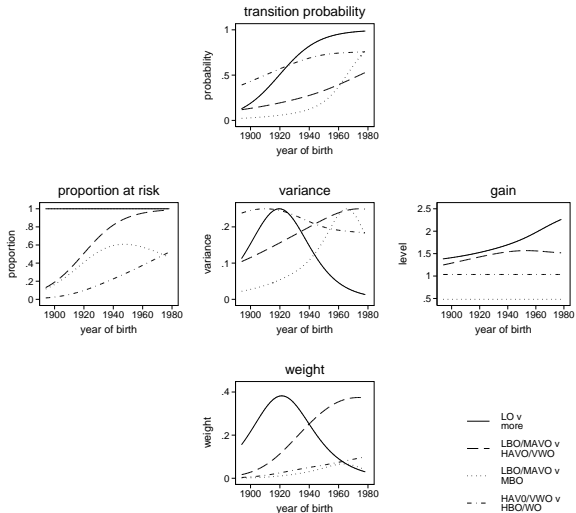 transition probability
1
.5
0
probability
1900 1920 1940 1960 1980
year of birth
proportion at risk
1
.8
.6
.4
.2
0
proportion
1900 1920 1940 1960 1980
year of birth
variance
.2
.1
0
variance
1900 1920 1940 1960 1980
year of birth
gain
2.5
2
1.5
1
.5
level
1900 1920 1940 1960 1980
year of birth
weight
.4
.2
0
weight
1900 1920 1940 1960 1980
year of birth
LO v
more
LBO/MAVO v
HAVO/VWO
LBO/MAVO v
MBO
HAV0/VWO v
HBO/WO